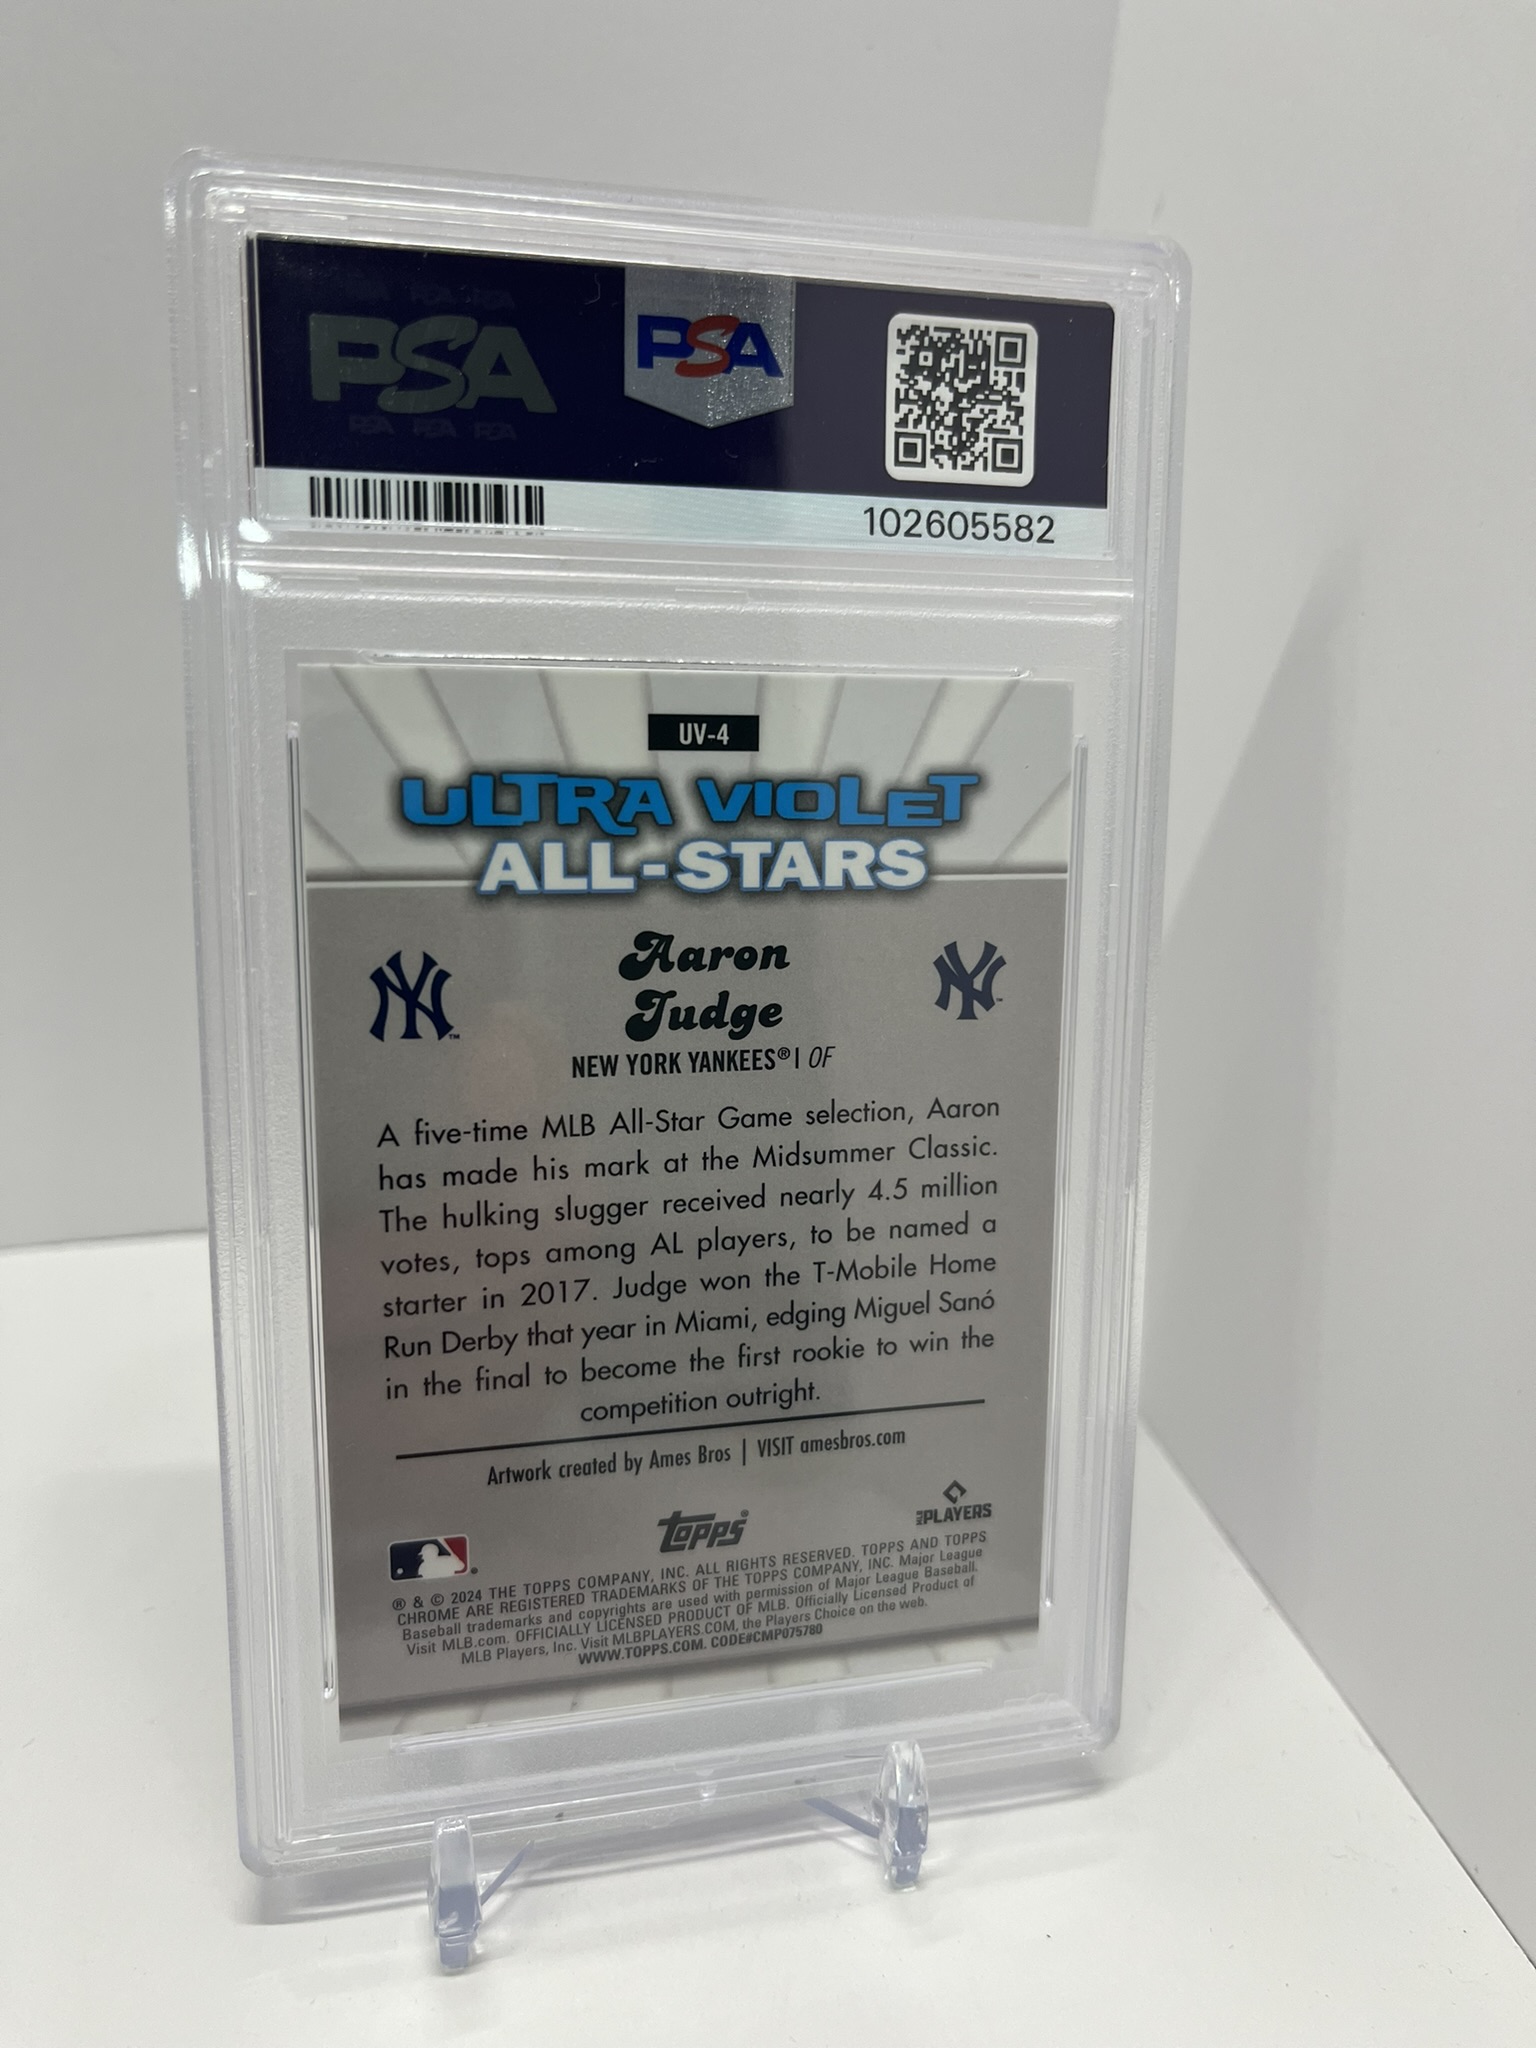 PSA
PSA PSA PSA
PSA
102605582
UV-4
ULTRA VIOLET
ALL-STARS
Aaron
Judge
NEW YORK YANKEES® | OF
A five-time MLB All-Star Game selection, Aaron
has made his mark at the Midsummer Classic.
The hulking slugger received nearly 4.5 million
votes, tops among AL players, to be named a
starter in 2017. Judge won the T-Mobile Home
Run Derby that year in Miami, edging Miguel Sanó
in the final to become the first rookie to win the
competition outright.
Artwork created by Ames Bros | VISIT amesbros.com
topps®
MLB PLAYERS
® & © 2024 THE TOPPS COMPANY, INC. ALL RIGHTS RESERVED. TOPPS AND TOPPS
CHROME ARE REGISTERED TRADEMARKS OF THE TOPPS COMPANY, INC. Major League
Baseball trademarks and copyrights are used with permission of Major League Baseball.
Visit MLB.com. OFFICIALLY LICENSED PRODUCT OF MLB. Officially Licensed Product of
MLB Players, Inc. Visit MLBPLAYERS.COM, the Players Choice on the web.
WWW.TOPPS.COM. CODE#CMP075780